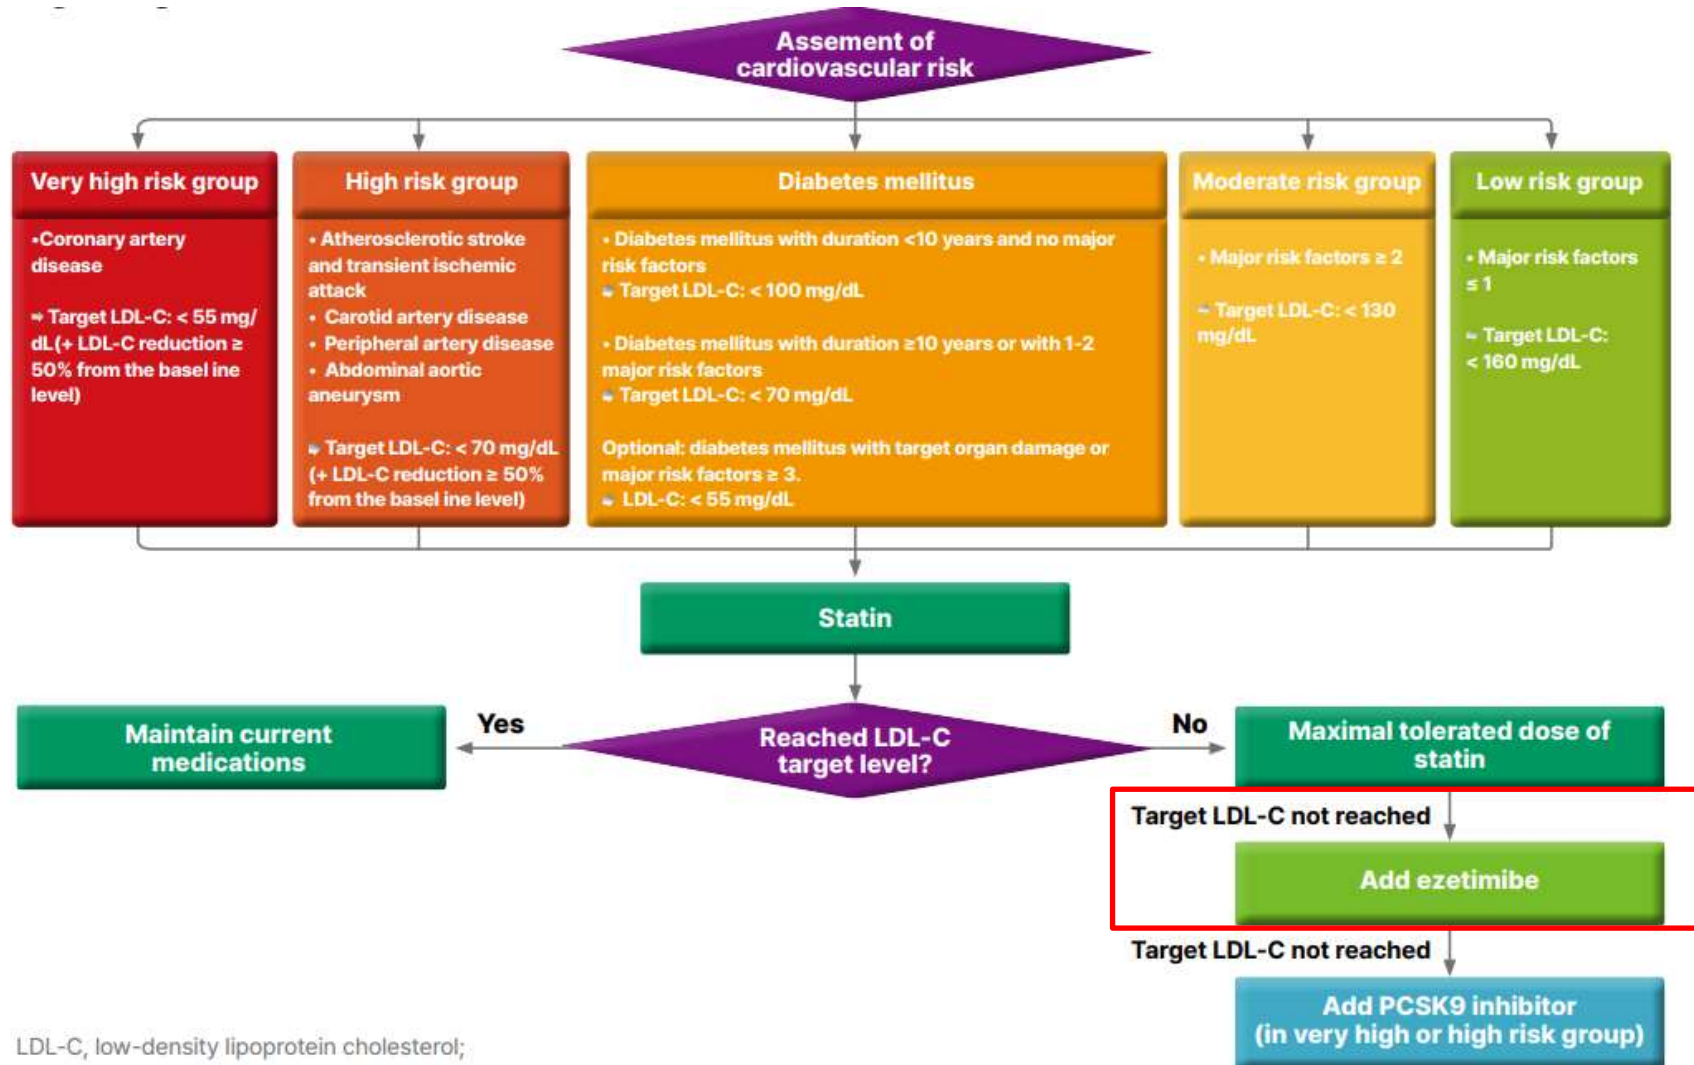 Assement of
cardiovascular risk
Very high risk group
•Coronary artery
disease
⇒ Target LDL-C: < 55 mg/
dL(+ LDL-C reduction ≥
50% from the basel ine
level)
High risk group
• Atherosclerotic stroke
and transient ischemic
attack
• Carotid artery disease
• Peripheral artery disease
• Abdominal aortic
aneurysm
⇒ Target LDL-C: < 70 mg/dL
(+ LDL-C reduction ≥ 50%
from the basel ine level)
Diabetes mellitus
• Diabetes mellitus with duration <10 years and no major
risk factors
⇒ Target LDL-C: < 100 mg/dL
• Diabetes mellitus with duration ≥10 years or with 1-2
major risk factors
⇒ Target LDL-C: < 70 mg/dL
Optional: diabetes mellitus with target organ damage or
major risk factors ≥ 3.
⇒ LDL-C: < 55 mg/dL
Moderate risk group
• Major risk factors ≥ 2
⇒ Target LDL-C: < 130
mg/dL
Low risk group
• Major risk factors
≤ 1
⇒ Target LDL-C:
< 160 mg/dL
Statin
Reached LDL-C
target level?
Yes
Maintain current
medications
No
Maximal tolerated dose of
statin
Target LDL-C not reached
Add ezetimibe
Target LDL-C not reached
Add PCSK9 inhibitor
(in very high or high risk group)
LDL-C, low-density lipoprotein cholesterol;